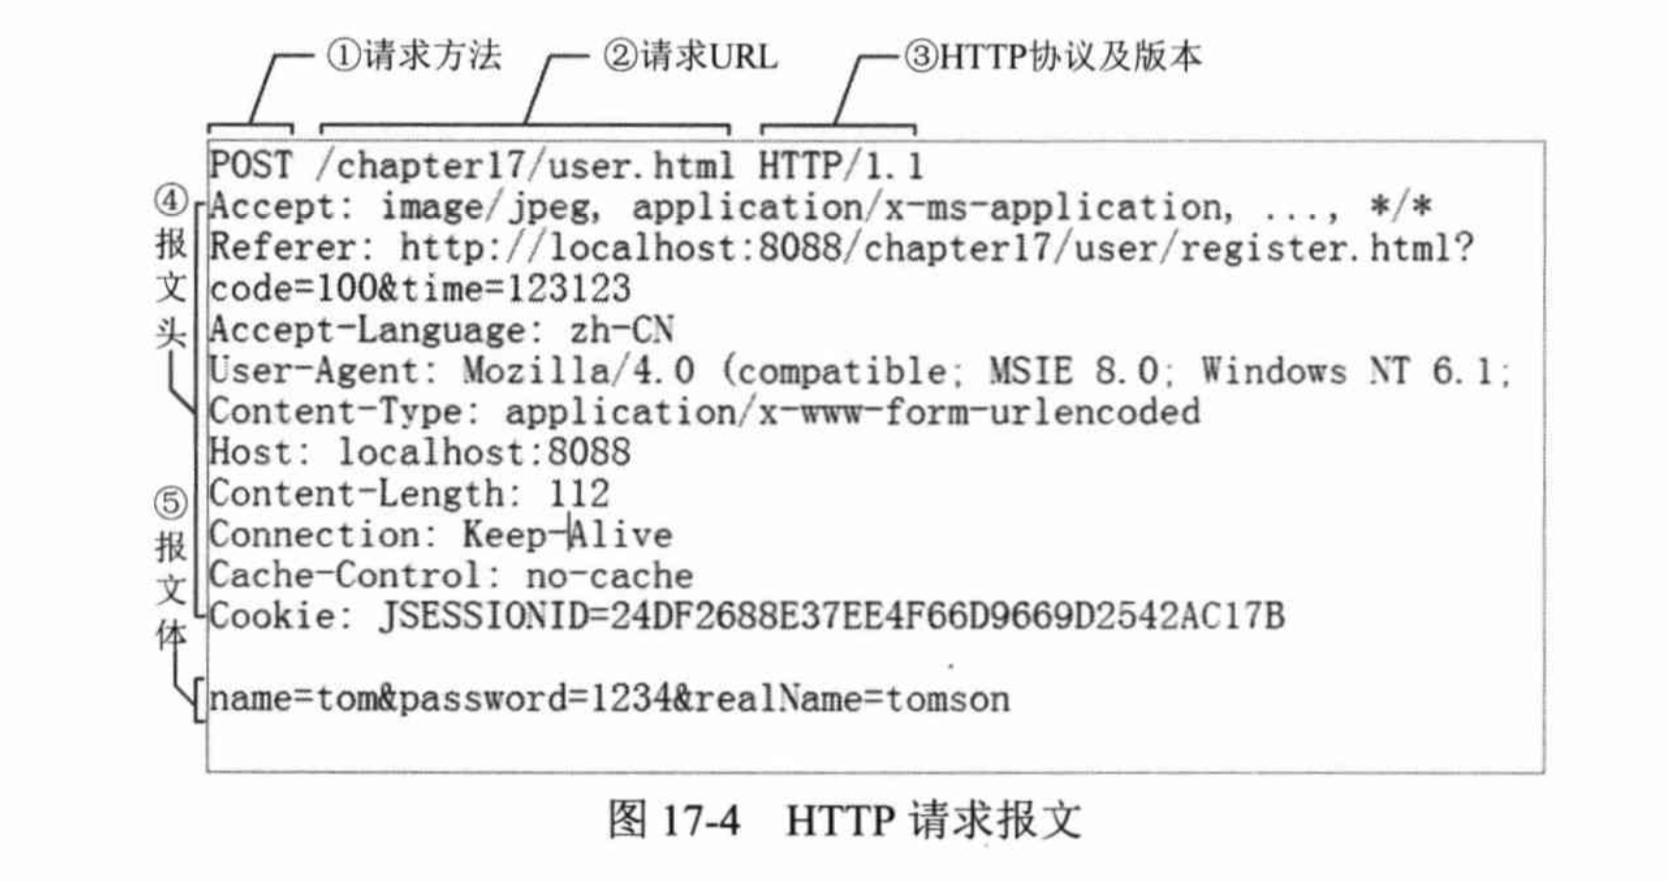 ①请求方法 ②请求URL ③HTTP协议及版本
POST /chapter17/user.html HTTP/1.1
④报文头
Accept: image/jpeg, application/x-ms-application, ..., */*
Referer: http://localhost:8088/chapter17/user/register.html?
code=100&time=123123
Accept-Language: zh-CN
User-Agent: Mozilla/4.0 (compatible; MSIE 8.0; Windows NT 6.1;
Content-Type: application/x-www-form-urlencoded
Host: localhost:8088
Content-Length: 112
Connection: Keep-Alive
Cache-Control: no-cache
Cookie: JSESSIONID=24DF2688E37EE4F66D9669D2542AC17B
⑤报文体
name=tom&password=1234&realName=tomson
图 17-4 HTTP 请求报文